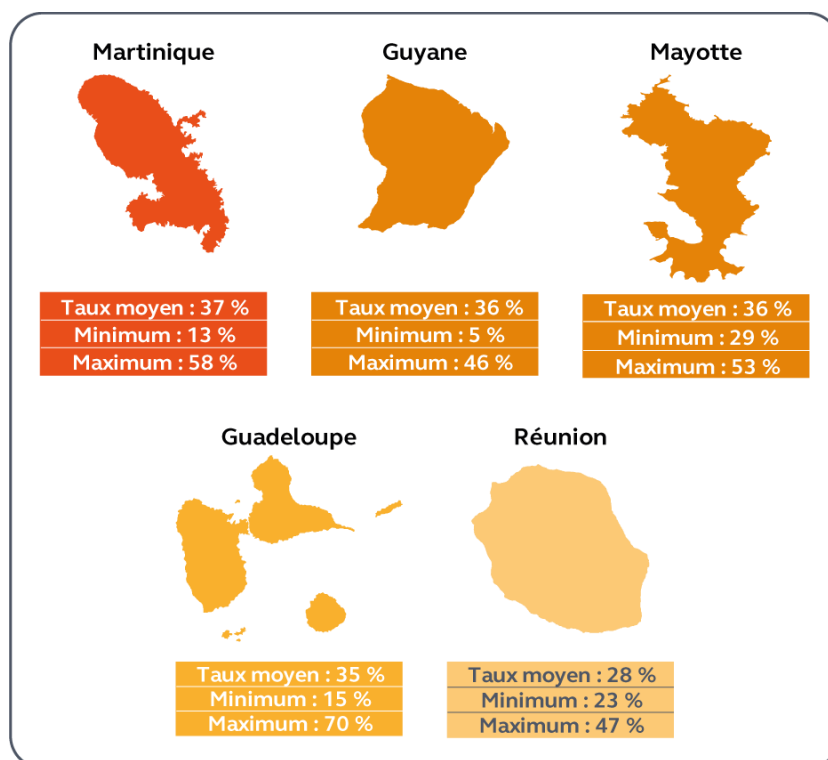 Martinique
Guyane
Mayotte
Taux moyen : 37 %
Minimum : 13 %
Maximum : 58 %
Taux moyen : 36 %
Minimum : 5 %
Maximum : 46 %
Taux moyen : 36 %
Minimum : 29 %
Maximum : 53 %
Guadeloupe
Réunion
Taux moyen : 35 %
Minimum : 15 %
Maximum : 70 %
Taux moyen : 28 %
Minimum : 23 %
Maximum : 47 %